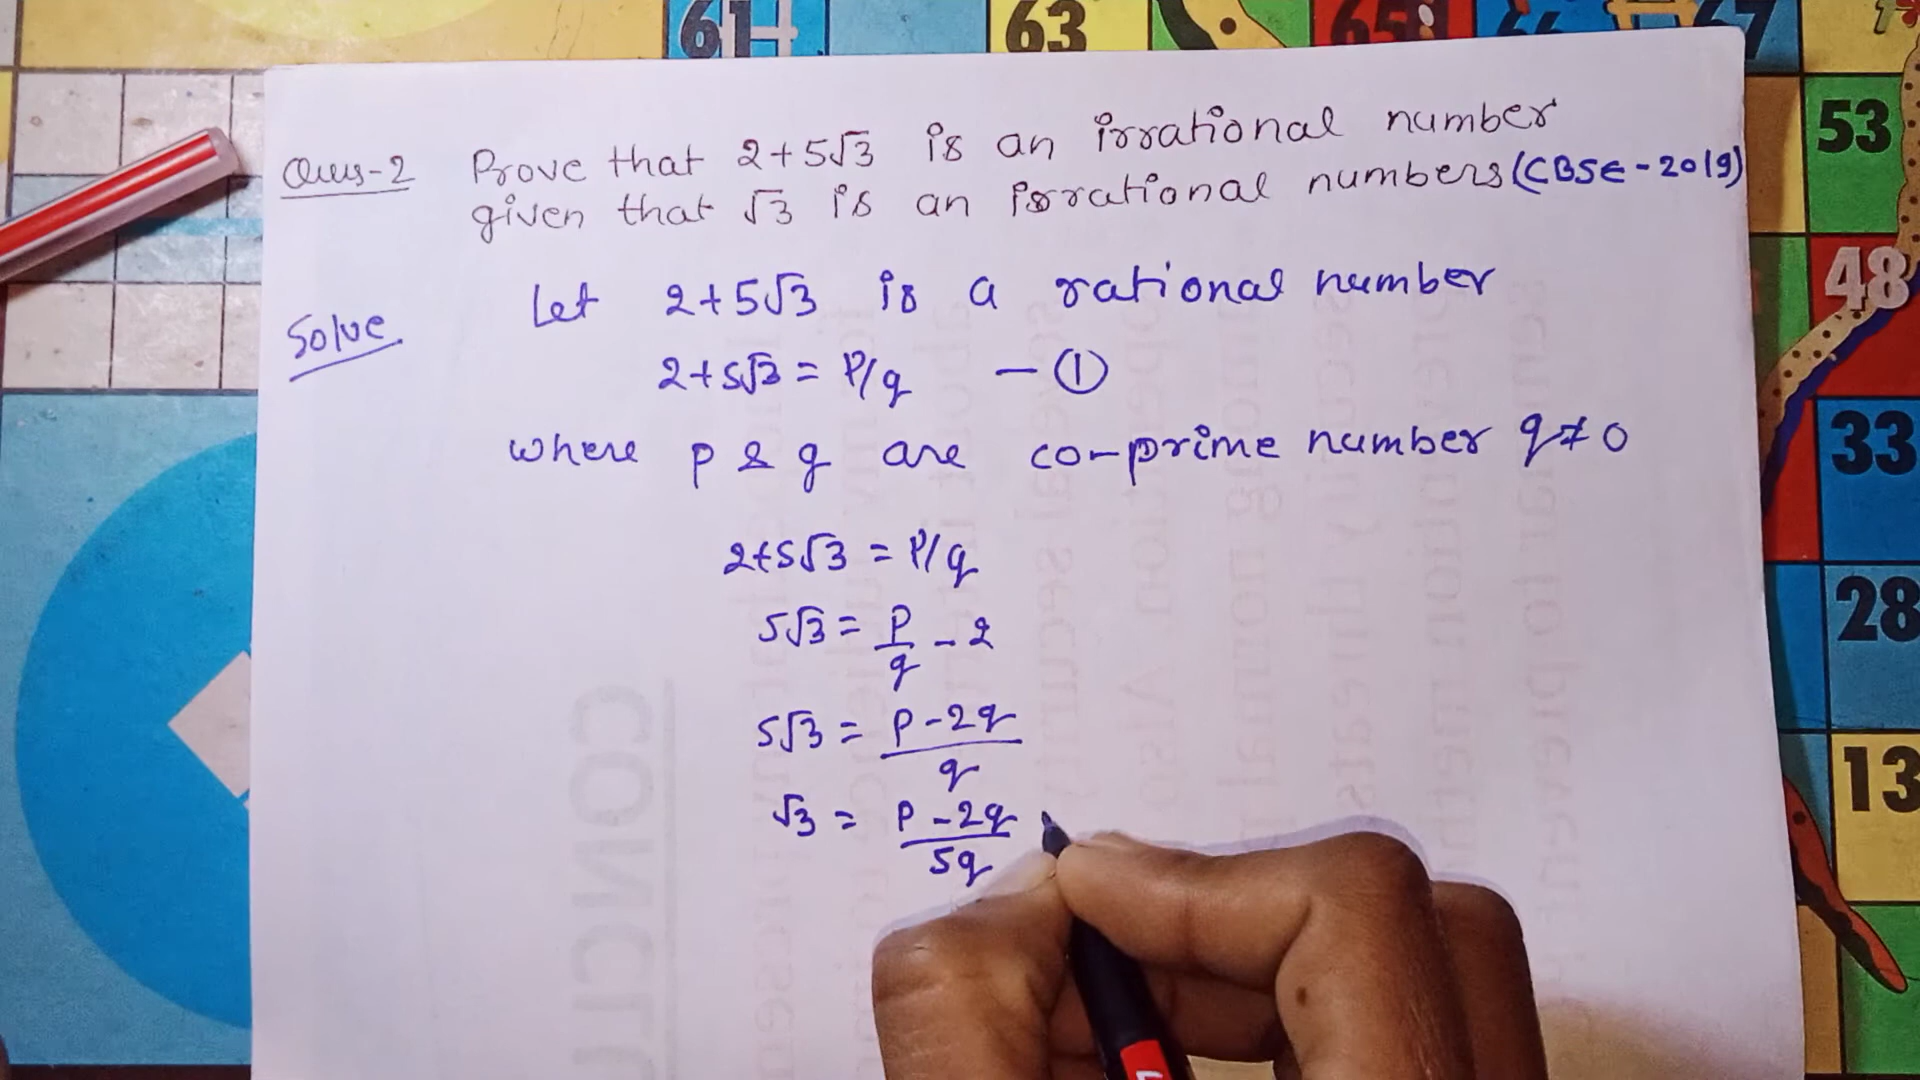 61 63 65 66 67
53
48
33
28
13
Ques-2 Prove that 2+5√3 is an irrational number
given that √3 is an irrational numbers (CBSE-2019)
Solve Let 2+5√3 is a rational number
2+5√3 = P/q — ①
where p & q are co-prime number q≠0
2+5√3 = P/q
5√3 = P/q - 2
5√3 = P-2q/q
√3 = P-2q/5q